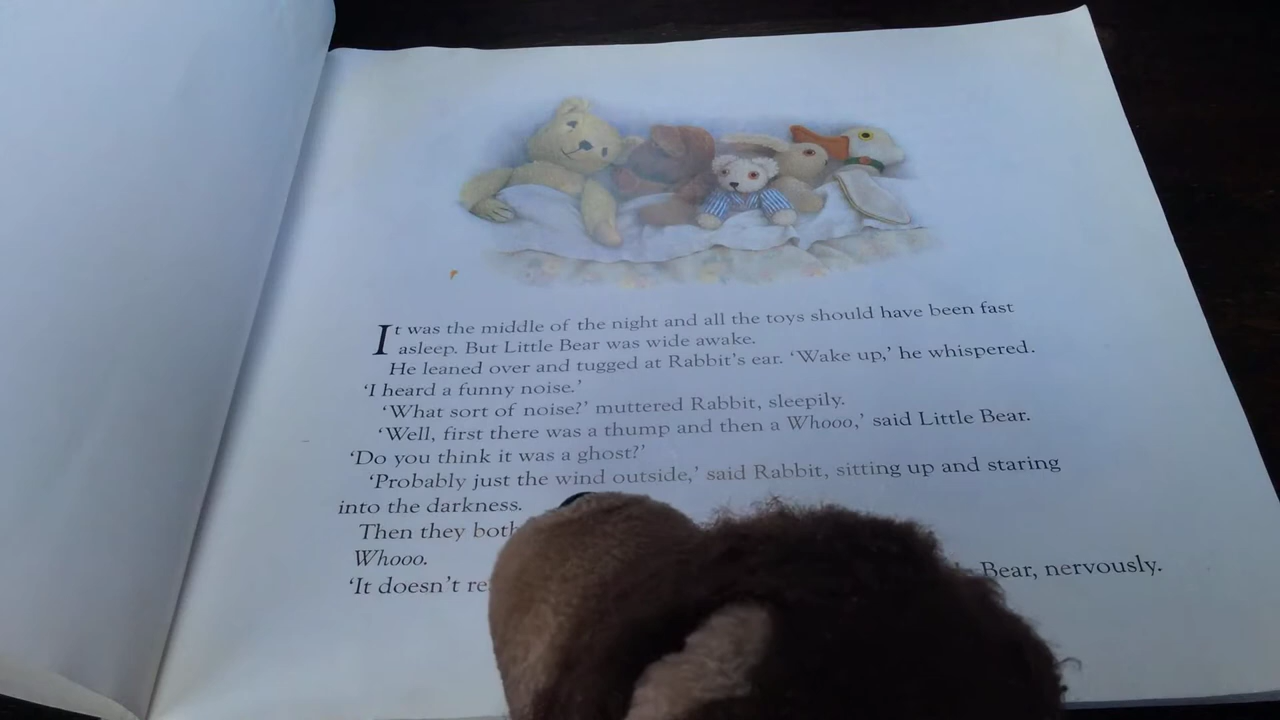 It was the middle of the night and all the toys should have been fast
asleep. But Little Bear was wide awake.
He leaned over and tugged at Rabbit's ear. 'Wake up,' he whispered.
'I heard a funny noise.'
'What sort of noise?' muttered Rabbit, sleepily.
'Well, first there was a thump and then a Whooo,' said Little Bear.
'Do you think it was a ghost?'
'Probably just the wind outside,' said Rabbit, sitting up and staring
into the darkness.
Then they both
Whooo.
'It doesn't Bear, nervously.